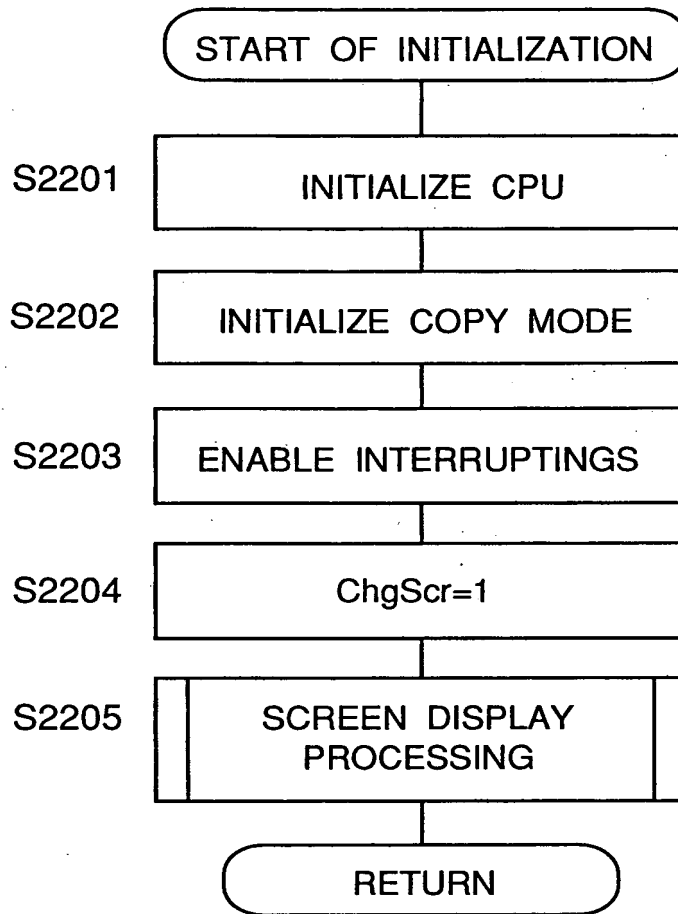 START OF INITIALIZATION
S2201
INITIALIZE CPU
S2202
INITIALIZE COPY MODE
S2203
ENABLE INTERRUPTINGS
S2204
ChgScr=1
S2205
SCREEN DISPLAY
PROCESSING
RETURN